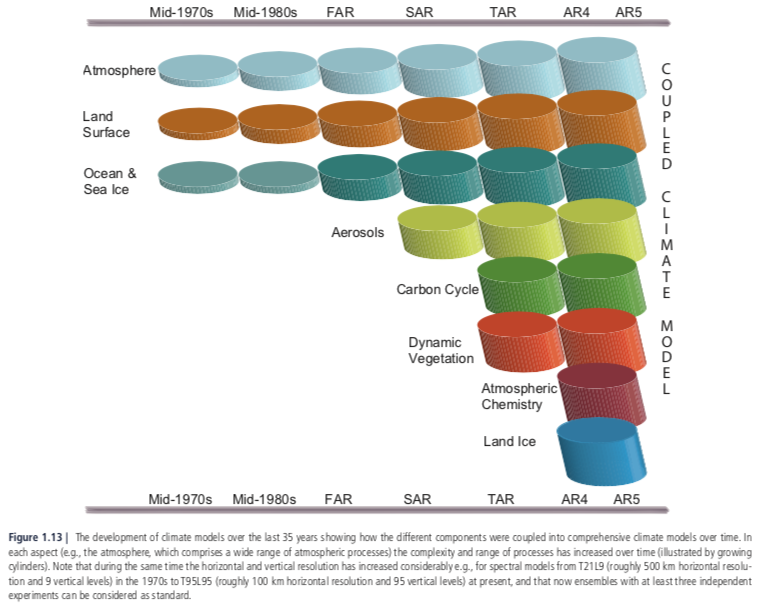 Mid-1970s Mid-1980s FAR SAR TAR AR4 AR5
Atmosphere
Land
Surface
Ocean &
Sea Ice
Aerosols
Carbon Cycle
Dynamic
Vegetation
Atmospheric
Chemistry
Land Ice
COUPLED CLIMATE MODEL
Mid-1970s Mid-1980s FAR SAR TAR AR4 AR5
Figure 1.13 | The development of climate models over the last 35 years showing how the different components were coupled into comprehensive climate models over time. In
each aspect (e.g., the atmosphere, which comprises a wide range of atmospheric processes) the complexity and range of processes has increased over time (illustrated by growing
cylinders). Note that during the same time the horizontal and vertical resolution has increased considerably e.g., for spectral models from T21L9 (roughly 500 km horizontal resolu-
tion and 9 vertical levels) in the 1970s to T95L95 (roughly 100 km horizontal resolution and 95 vertical levels) at present, and that now ensembles with at least three independent
experiments can be considered as standard.